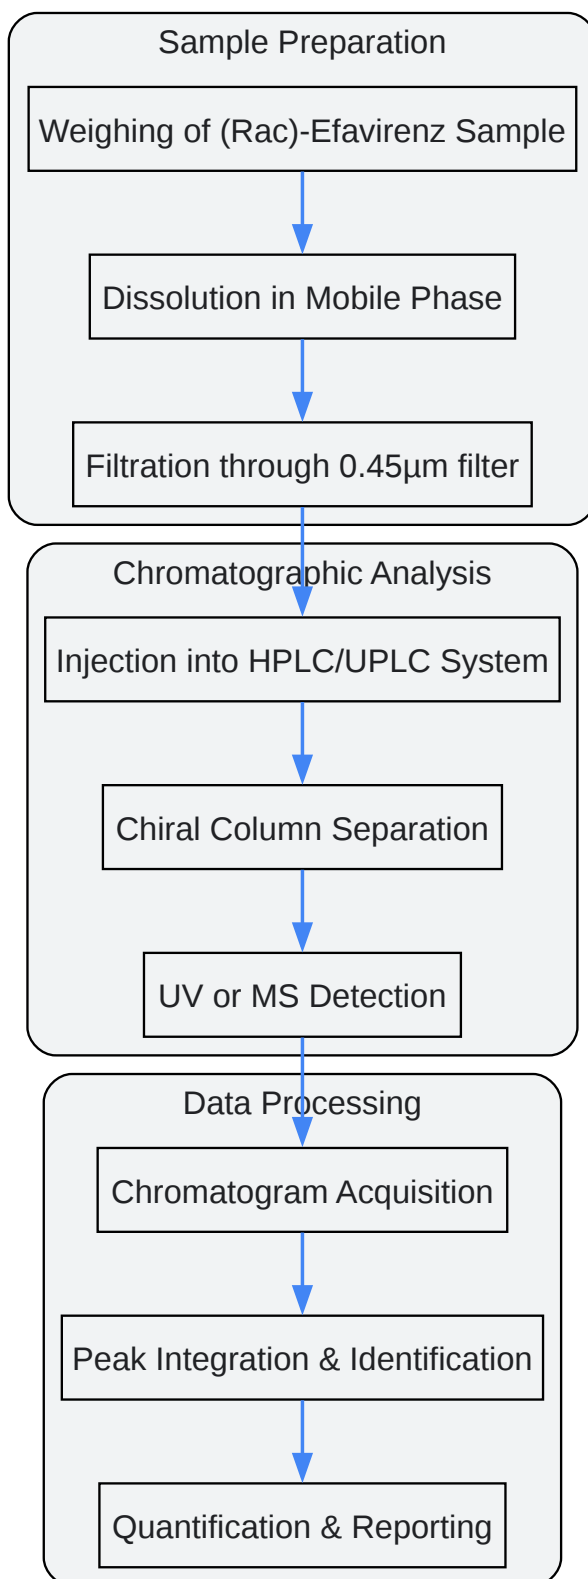 Sample Preparation
Weighing of (Rac)-Efavirenz Sample
Dissolution in Mobile Phase
Filtration through 0.45µm filter
Chromatographic Analysis
Injection into HPLC/UPLC System
Chiral Column Separation
UV or MS Detection
Data Processing
Chromatogram Acquisition
Peak Integration & Identification
Quantification & Reporting